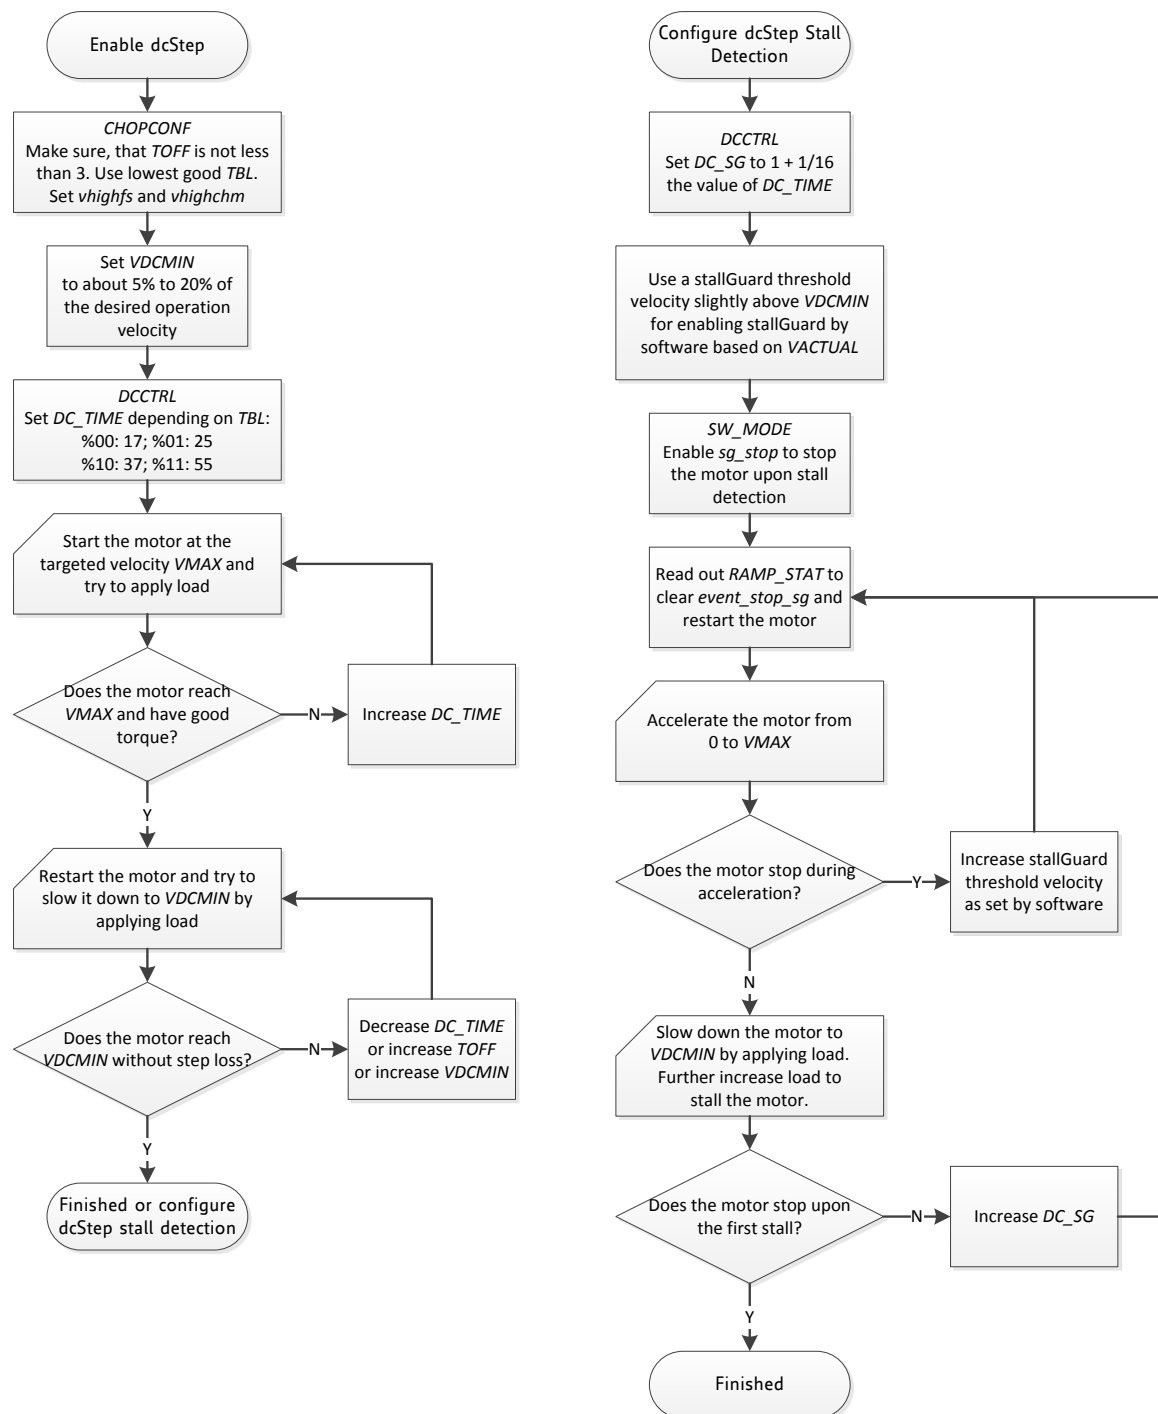 Enable dcStep
CHOPCONF
Make sure, that TOFF is not less
than 3. Use lowest good TBL.
Set vhighfs and vhighchm
Set VDCMIN
to about 5% to 20% of
the desired operation
velocity
DCCTRL
Set DC_TIME depending on TBL:
%00: 17; %01: 25
%10: 37; %11: 55
Start the motor at the
targeted velocity VMAX and
try to apply load
Does the motor reach
VMAX and have good
torque?
N
Increase DC_TIME
Y
Restart the motor and try to
slow it down to VDCMIN by
applying load
Does the motor reach
VDCMIN without step loss?
N
Decrease DC_TIME
or increase TOFF
or increase VDCMIN
Y
Finished or configure
dcStep stall detection
Configure dcStep Stall
Detection
DCCTRL
Set DC_SG to 1 + 1/16
the value of DC_TIME
Use a stallGuard threshold
velocity slightly above VDCMIN
for enabling stallGuard by
software based on VACTUAL
SW_MODE
Enable sg_stop to stop
the motor upon stall
detection
Read out RAMP_STAT to
clear event_stop_sg and
restart the motor
Accelerate the motor from
0 to VMAX
Does the motor stop during
acceleration?
Y
Increase stallGuard
threshold velocity
as set by software
N
Slow down the motor to
VDCMIN by applying load.
Further increase load to
stall the motor.
Does the motor stop upon
the first stall?
N
Increase DC_SG
Y
Finished